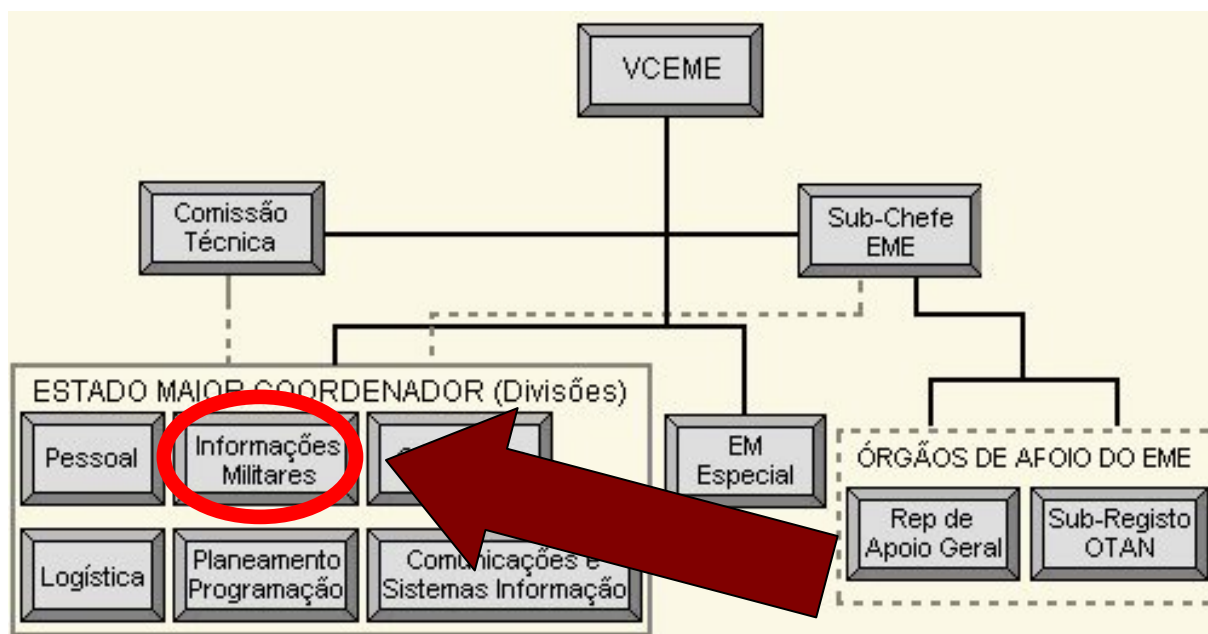 VCEME
Comissão
Técnica
Sub-Chefe
EME
ESTADO MAIOR COORDENADOR (Divisões)
Pessoal
Informações
Militares
EM
Especial
ÓRGÃOS DE APOIO DO EME
Rep de
Apoio Geral
Sub-Registo
OTAN
Logística
Planeamento
Programação
Comunicações e
Sistemas Informação